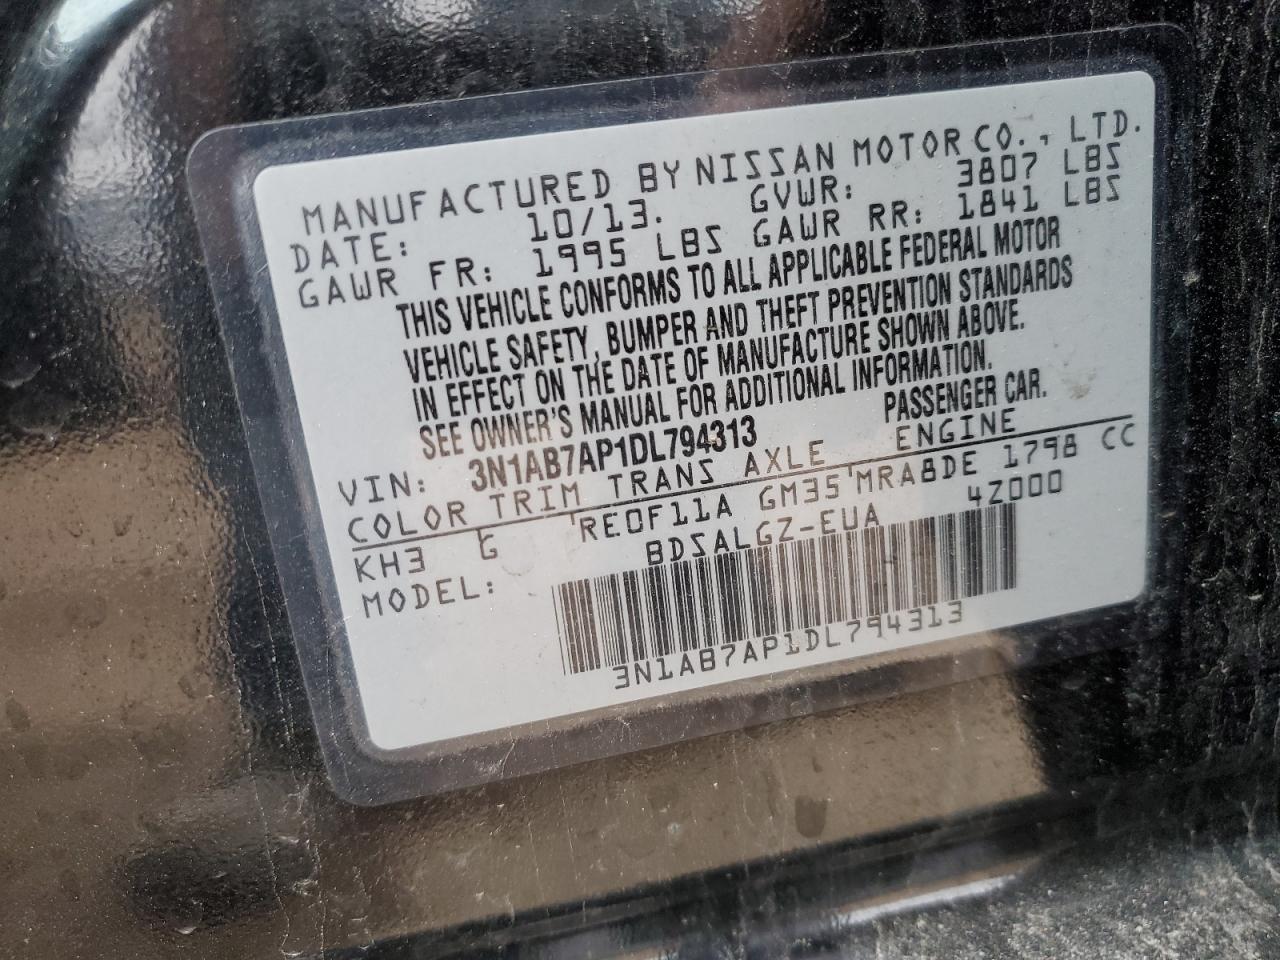 MANUFACTURED BY NISSAN MOTOR CO., LTD.
DATE: 10/13. GVWR: 3807 LBS
GAWR FR: 1995 LBS GAWR RR: 1841 LBS
THIS VEHICLE CONFORMS TO ALL APPLICABLE FEDERAL MOTOR
VEHICLE SAFETY, BUMPER AND THEFT PREVENTION STANDARDS
IN EFFECT ON THE DATE OF MANUFACTURE SHOWN ABOVE.
SEE OWNER'S MANUAL FOR ADDITIONAL INFORMATION.
VIN: 3N1AB7AP1DL794313 PASSENGER CAR.
COLOR TRIM TRANS AXLE ENGINE
KH3 G RE0F11A GM35 MRA8DE 1798 CC
MODEL: BDSALGZ-EUA 4Z000
3N1AB7AP1DL794313